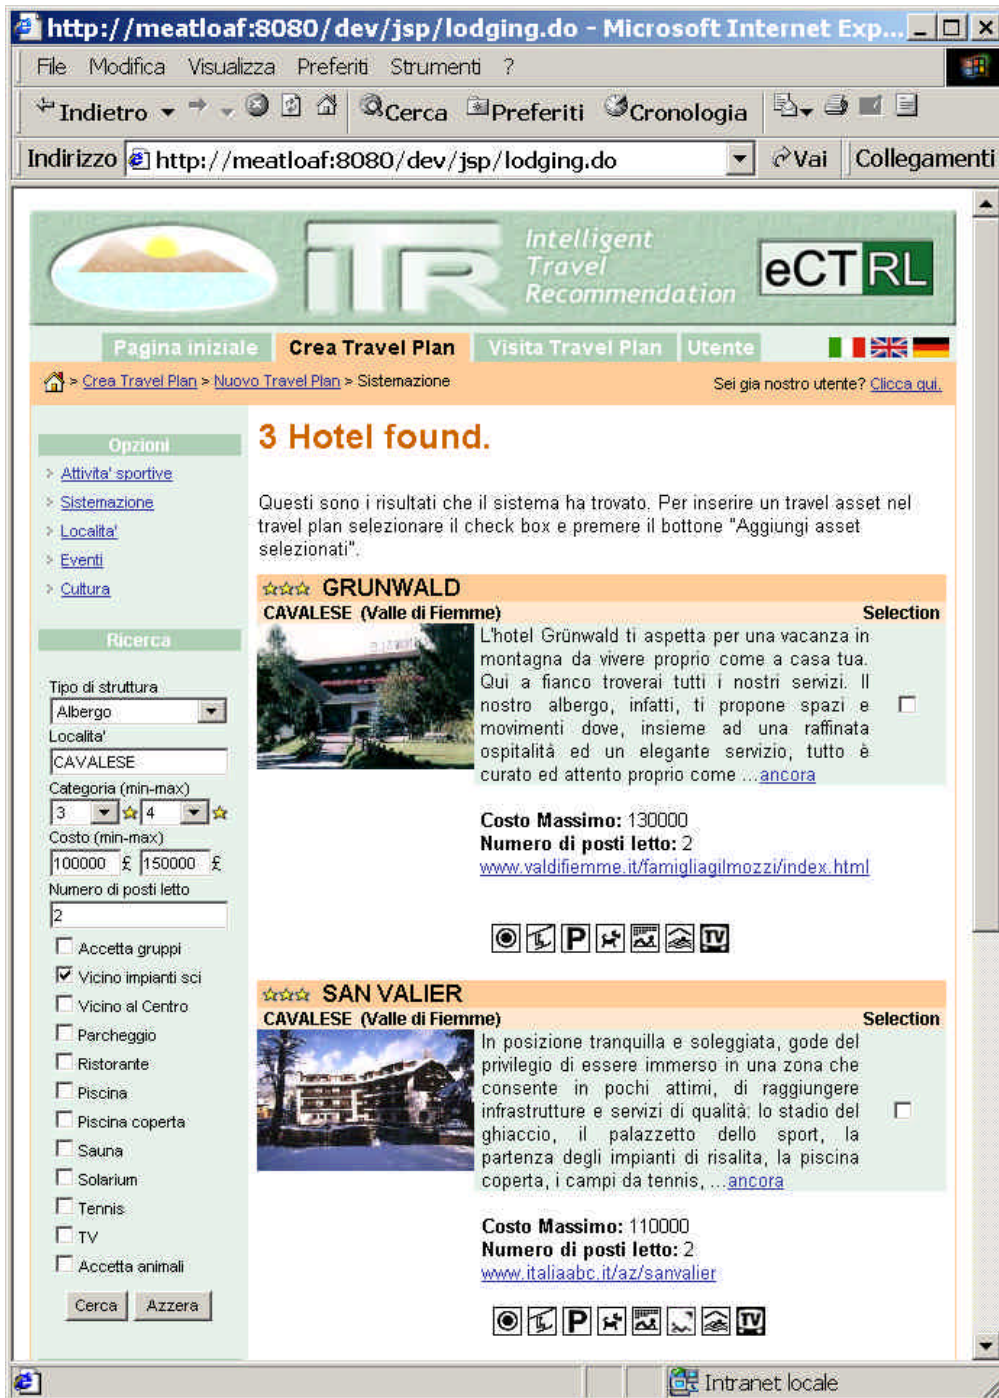 http://meatloaf:8080/dev/jsp/lodging.do - Microsoft Internet Exp...
File Modifica Visualizza Preferiti Strumenti ?
Indietro Cerca Preferiti Cronologia
Indirizzo http://meatloaf:8080/dev/jsp/lodging.do Vai Collegamenti
iTR
Intelligent
Travel
Recommendation
eCTRL
Pagina iniziale Crea Travel Plan Visita Travel Plan Utente
> Crea Travel Plan > Nuovo Travel Plan > Sistemazione Sei gia nostro utente? Clicca qui.
Opzioni
> Attivita' sportive
> Sistemazione
> Localita'
> Eventi
> Cultura
Ricerca
Tipo di struttura
Albergo
Localita'
CAVALESE
Categoria (min-max)
3 4
Costo (min-max)
100000 £ 150000 £
Numero di posti letto
2
Accetta gruppi
Vicino impianti sci
Vicino al Centro
Parcheggio
Ristorante
Piscina
Piscina coperta
Sauna
Solarium
Tennis
TV
Accetta animali
Cerca Azzera
3 Hotel found.
Questi sono i risultati che il sistema ha trovato. Per inserire un travel asset nel
travel plan selezionare il check box e premere il bottone "Aggiungi asset
selezionati".
GRUNWALD
CAVALESE (Valle di Fiemme) Selection
L'hotel Grünwald ti aspetta per una vacanza in
montagna da vivere proprio come a casa tua.
Qui a fianco troverai tutti i nostri servizi. Il
nostro albergo, infatti, ti propone spazi e
movimenti dove, insieme ad una raffinata
ospitalità ed un elegante servizio, tutto è
curato ed attento proprio come ...ancora
Costo Massimo: 130000
Numero di posti letto: 2
www.valdifiemme.it/famigliagilmozzi/index.html
P TV
SAN VALIER
CAVALESE (Valle di Fiemme) Selection
In posizione tranquilla e soleggiata, gode del
privilegio di essere immerso in una zona che
consente in pochi attimi, di raggiungere
infrastrutture e servizi di qualità: lo stadio del
ghiaccio, il palazzetto dello sport, la
partenza degli impianti di risalita, la piscina
coperta, i campi da tennis, ...ancora
Costo Massimo: 110000
Numero di posti letto: 2
www.italiaabc.it/az/sanvalier
P TV
Intranet locale